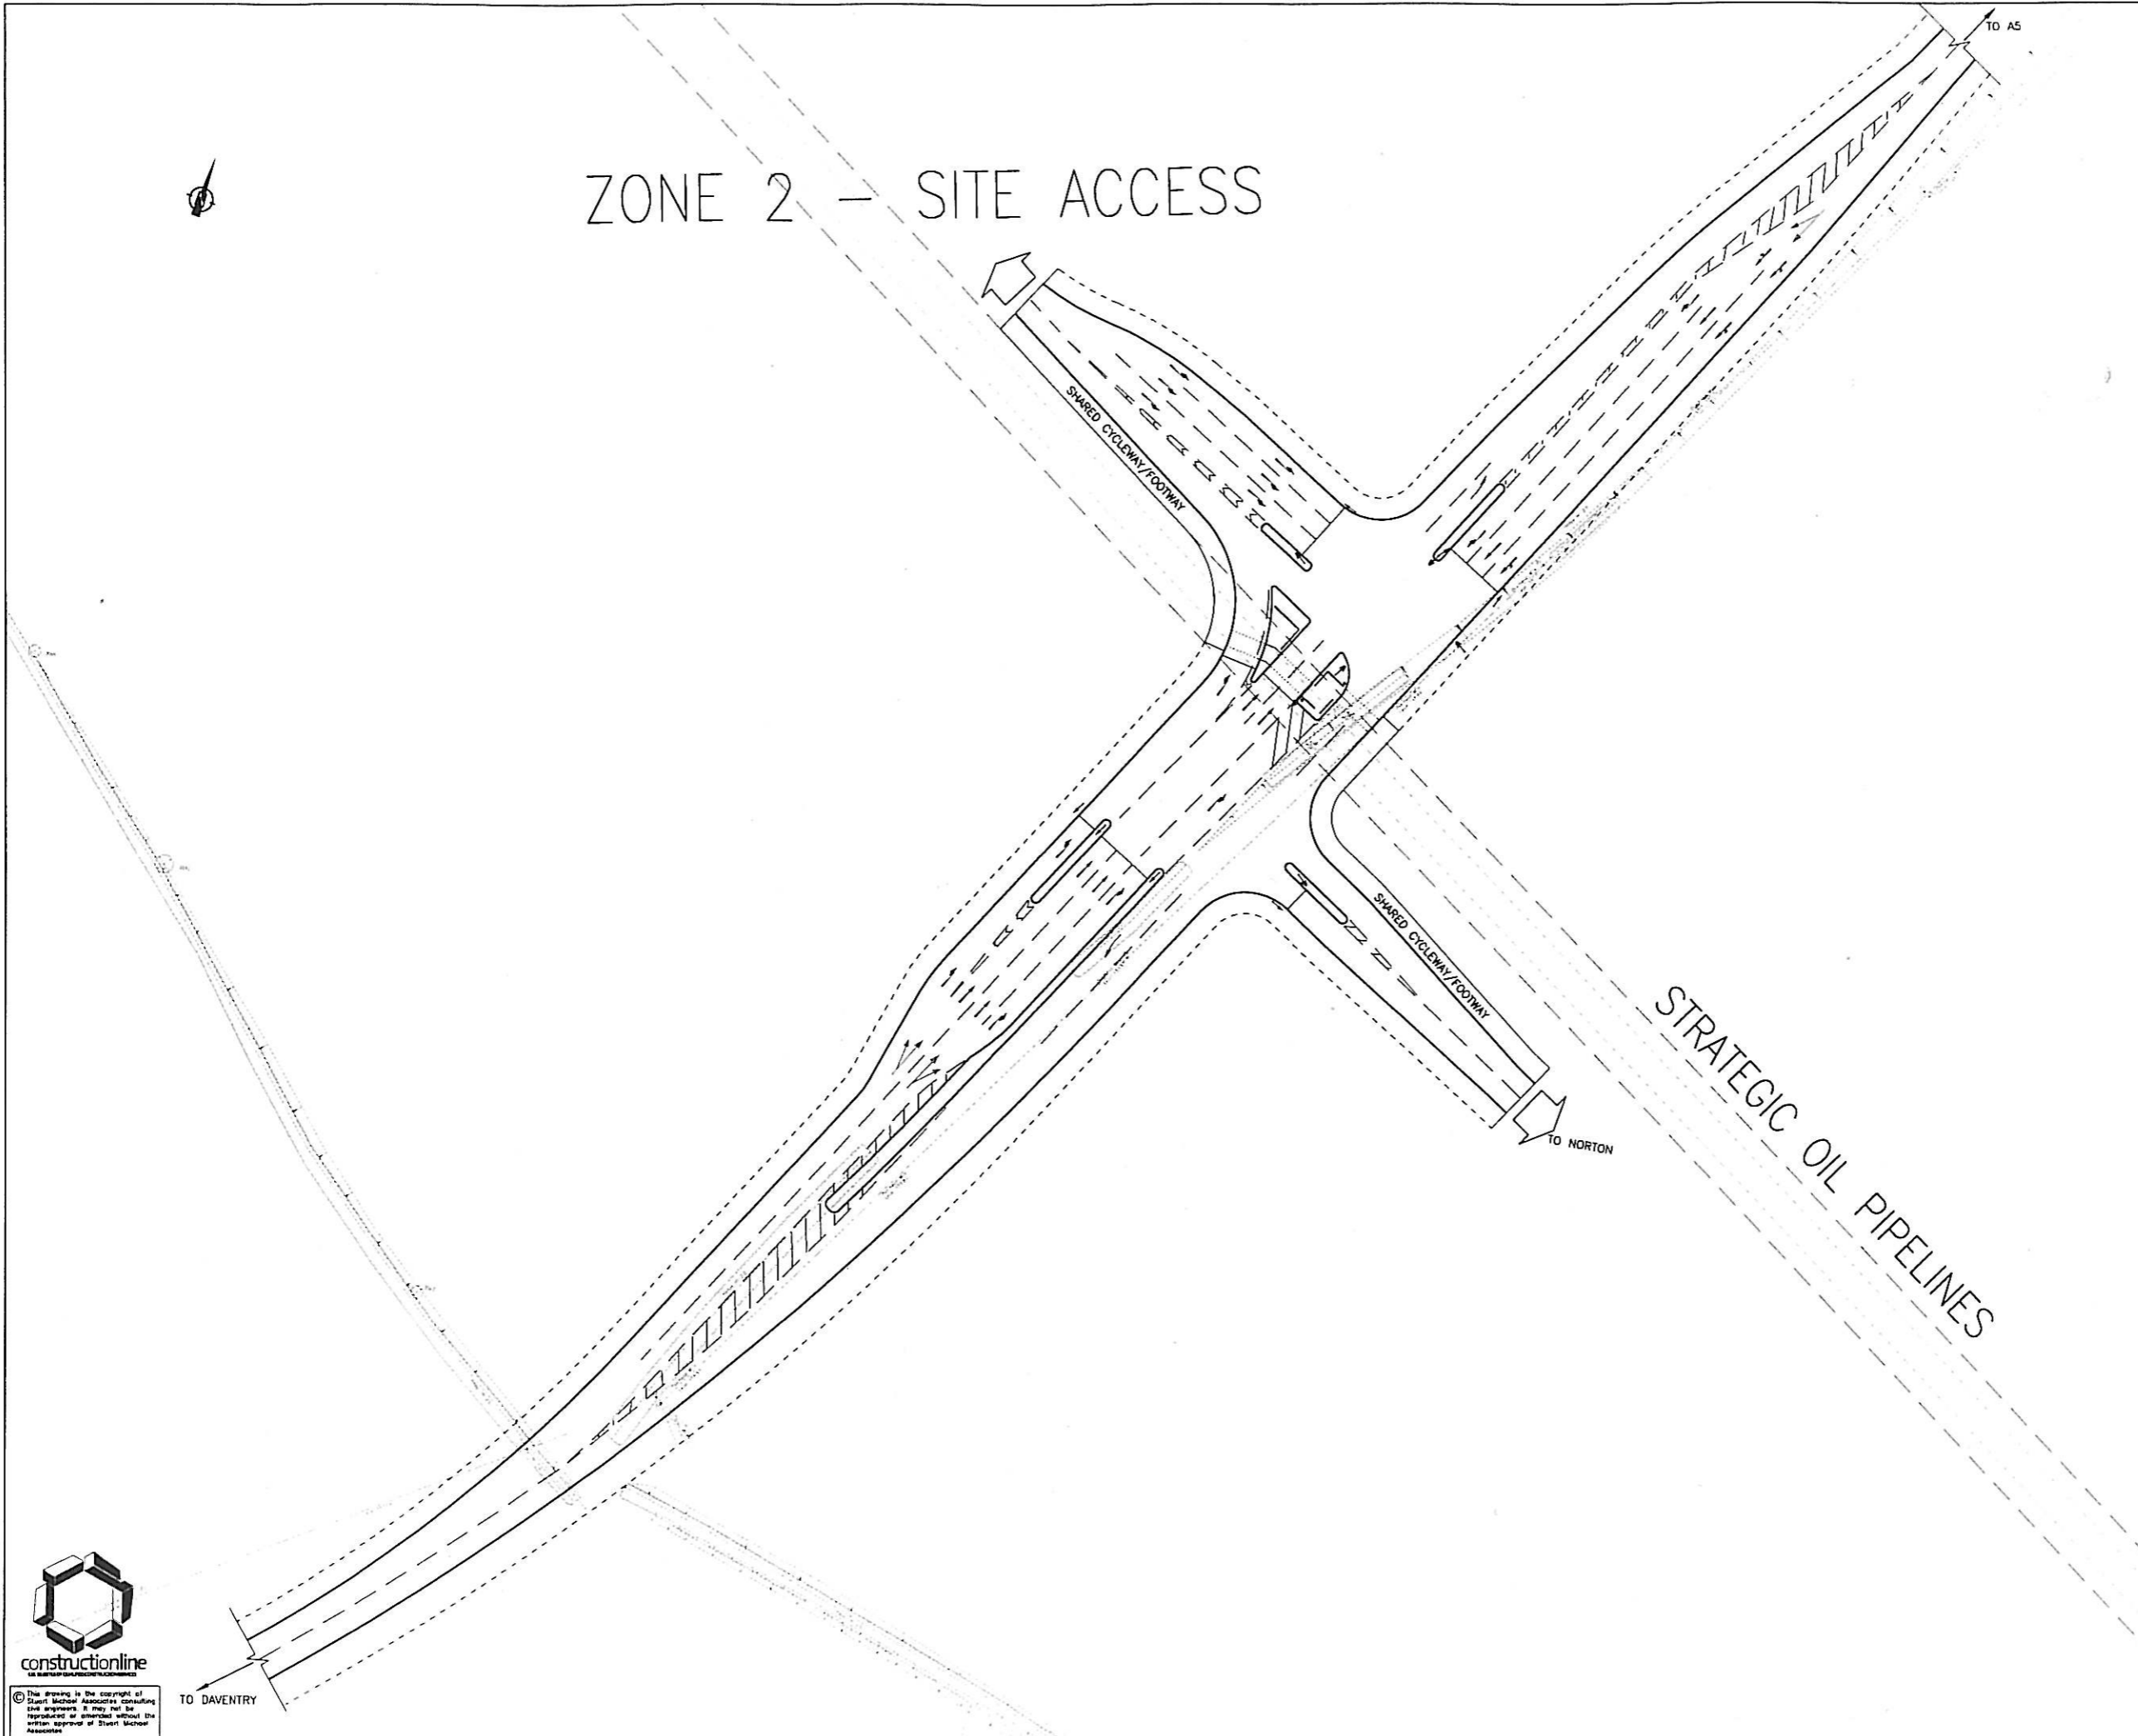 TO A5
ZONE 2 - SITE ACCESS
SHARED CYCLEWAY/FOOTWAY
SHARED CYCLEWAY/FOOTWAY
STRATEGIC OIL PIPELINES
TO NORTON
constructionline
TO DAVENTRY
© This drawing is the copyright of
Stuart Michael Associates consulting
civil engineers. It may not be
reproduced or amended without the
written approval of Stuart Michael
Associates